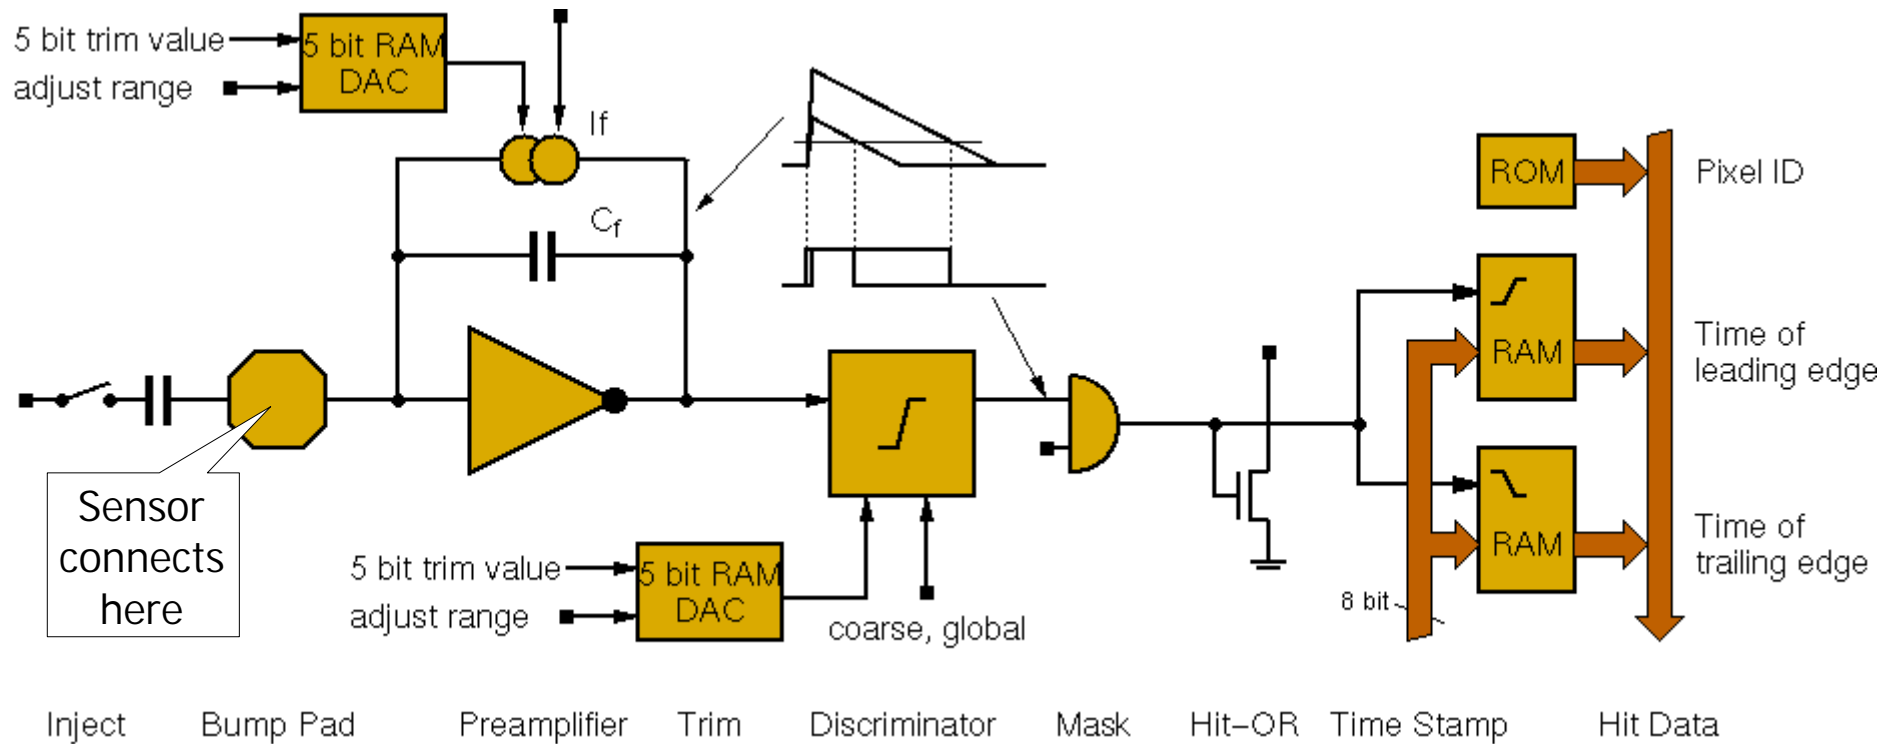 5 bit trim value
adjust range
5 bit RAM
DAC
If
Cf
ROM
Pixel ID
RAM
Time of
leading edge
Sensor
connects
here
RAM
Time of
trailing edge
5 bit trim value
adjust range
5 bit RAM
DAC
coarse, global
8 bit
Inject Bump Pad Preamplifier Trim Discriminator Mask Hit-OR Time Stamp Hit Data